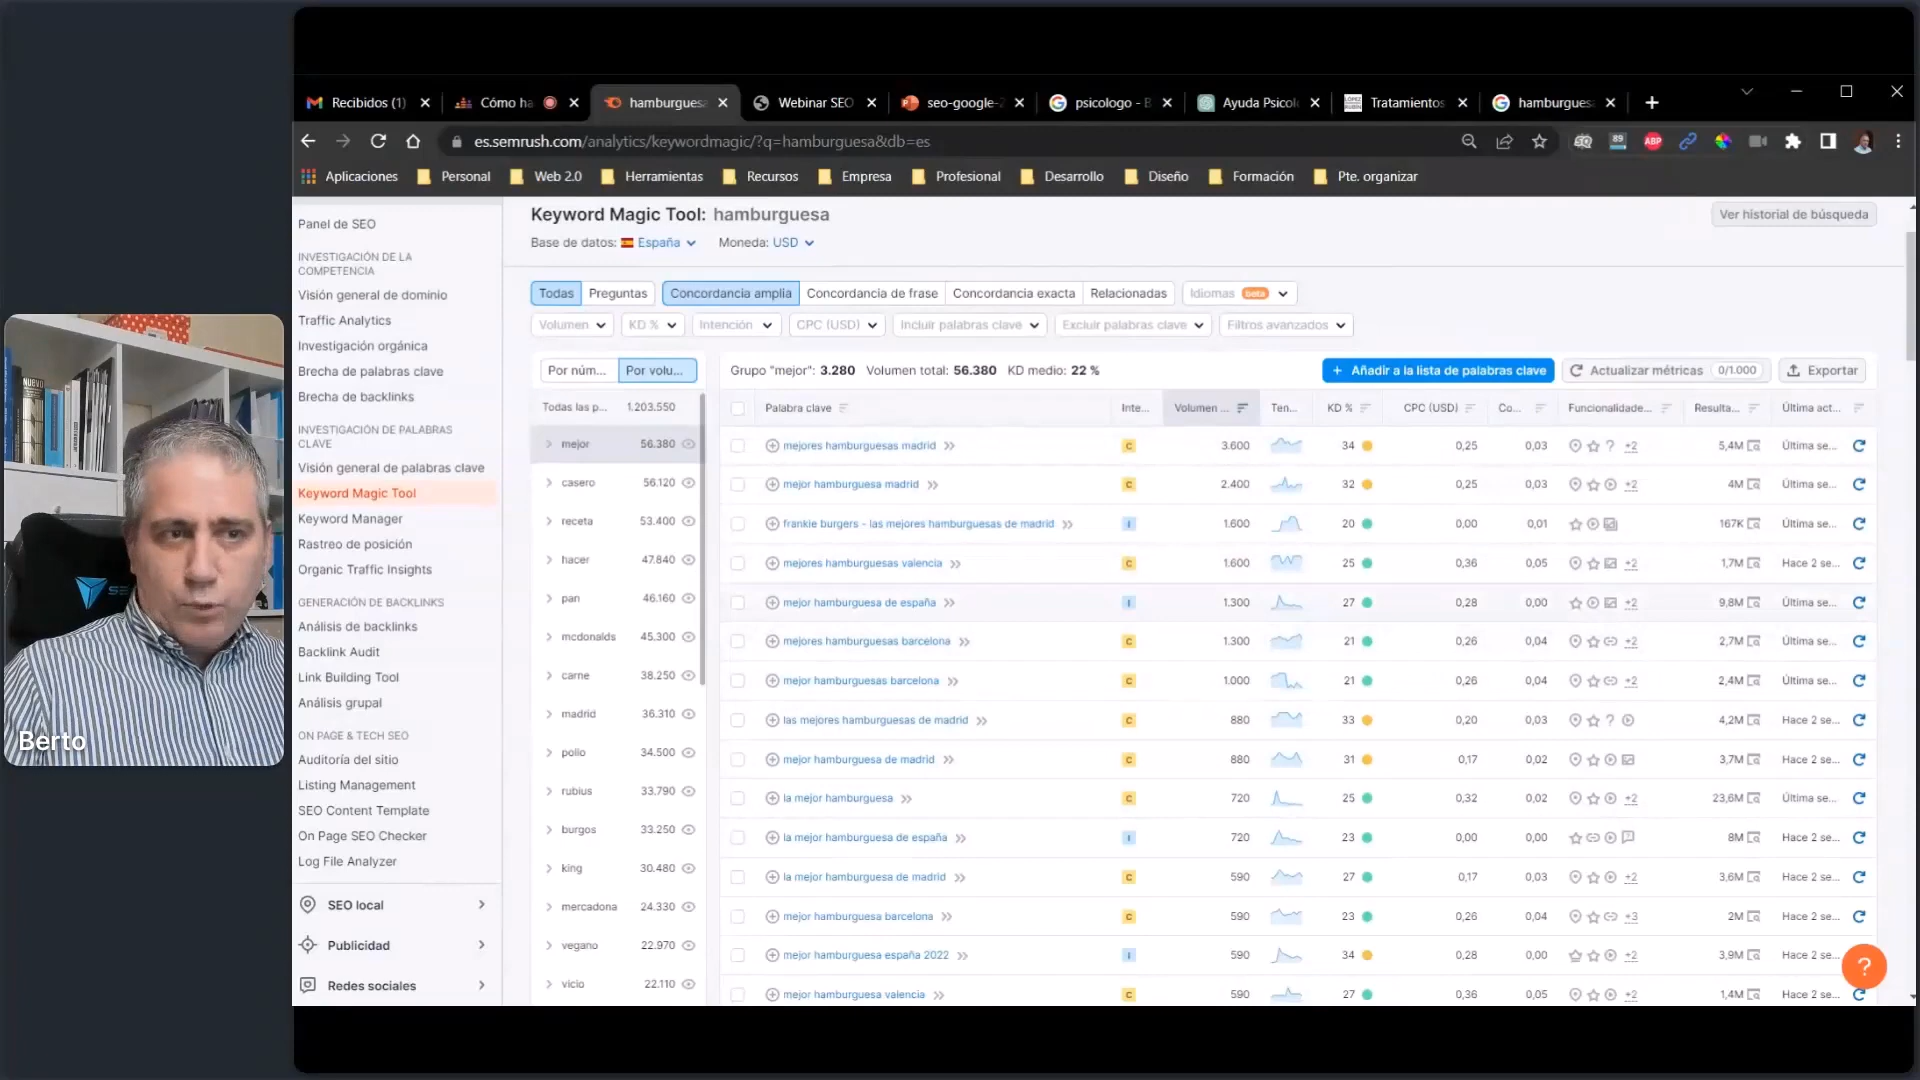 Recibidos (1)
Cómo ha
hamburgues
Webinar SEO
seo-google-
psicologo - B
Ayuda Psicol
Tratamientos
hamburgues
es.semrush.com/analytics/keywordmagic/?q=hamburguesa&db=es
89
ABP
Aplicaciones
Personal
Web 2.0
Herramientas
Recursos
Empresa
Profesional
Desarrollo
Diseño
Formación
Pte. organizar
Panel de SEO
INVESTIGACIÓN DE LA
COMPETENCIA
Visión general de dominio
Traffic Analytics
Investigación orgánica
Brecha de palabras clave
Brecha de backlinks
INVESTIGACIÓN DE PALABRAS
CLAVE
Visión general de palabras clave
Keyword Magic Tool
Keyword Manager
Rastreo de posición
Organic Traffic Insights
GENERACIÓN DE BACKLINKS
Análisis de backlinks
Backlink Audit
Link Building Tool
Análisis grupal
ON PAGE & TECH SEO
Auditoría del sitio
Listing Management
SEO Content Template
On Page SEO Checker
Log File Analyzer
SEO local
Publicidad
Redes sociales
Keyword Magic Tool: hamburguesa
Ver historial de búsqueda
Base de datos: España Moneda: USD
Todas Preguntas Concordancia amplia Concordancia de frase Concordancia exacta Relacionadas Idiomas beta
Volumen KD % Intención CPC (USD) Incluir palabras clave Excluir palabras clave Filtros avanzados
Por núm... Por volu...
Todas las p... 1.203.550
mejor 56.380
casero 56.120
receta 53.400
hacer 47.840
pan 46.160
mcdonalds 45.300
carne 38.250
madrid 36.310
pollo 34.500
rubius 33.790
burgos 33.250
king 30.480
mercadona 24.330
vegano 22.970
vicio 22.110
Grupo "mejor": 3.280 Volumen total: 56.380 KD medio: 22 %
+ Añadir a la lista de palabras clave Actualizar métricas 0/1.000 Exportar
Palabra clave Inte... Volumen ... Ten... KD % CPC (USD) Co... Funcionalidade... Resulta... Última act...
mejores hamburguesas madrid C 3.600 34 0,25 0,03 +2 5,4M Última se...
mejor hamburguesa madrid C 2.400 32 0,25 0,03 +2 4M Última se...
frankie burgers - las mejores hamburguesas de madrid I 1.600 20 0,00 0,01 167K Última se...
mejores hamburguesas valencia C 1.600 25 0,36 0,05 +2 1,7M Hace 2 se...
mejor hamburguesa de españa I 1.300 27 0,28 0,00 +2 9,8M Última se...
mejores hamburguesas barcelona C 1.300 21 0,26 0,04 +2 2,7M Última se...
mejor hamburguesas barcelona C 1.000 21 0,26 0,04 +2 2,4M Última se...
las mejores hamburguesas de madrid C 880 33 0,20 0,03 4,2M Hace 2 se...
mejor hamburguesa de madrid C 880 31 0,17 0,02 3,7M Hace 2 se...
la mejor hamburguesa C 720 25 0,32 0,02 +2 23,6M Última se...
la mejor hamburguesa de españa I 720 23 0,00 0,00 8M Hace 2 se...
la mejor hamburguesa de madrid C 590 27 0,17 0,03 +2 3,6M Hace 2 se...
mejor hamburguesa barcelona C 590 23 0,26 0,04 +3 2M Hace 2 se...
mejor hamburguesa españa 2022 I 590 34 0,28 0,00 +2 3,9M Hace 2 se...
mejor hamburguesa valencia C 590 27 0,36 0,05 +2 1,4M Hace 2 se...
?
Berto